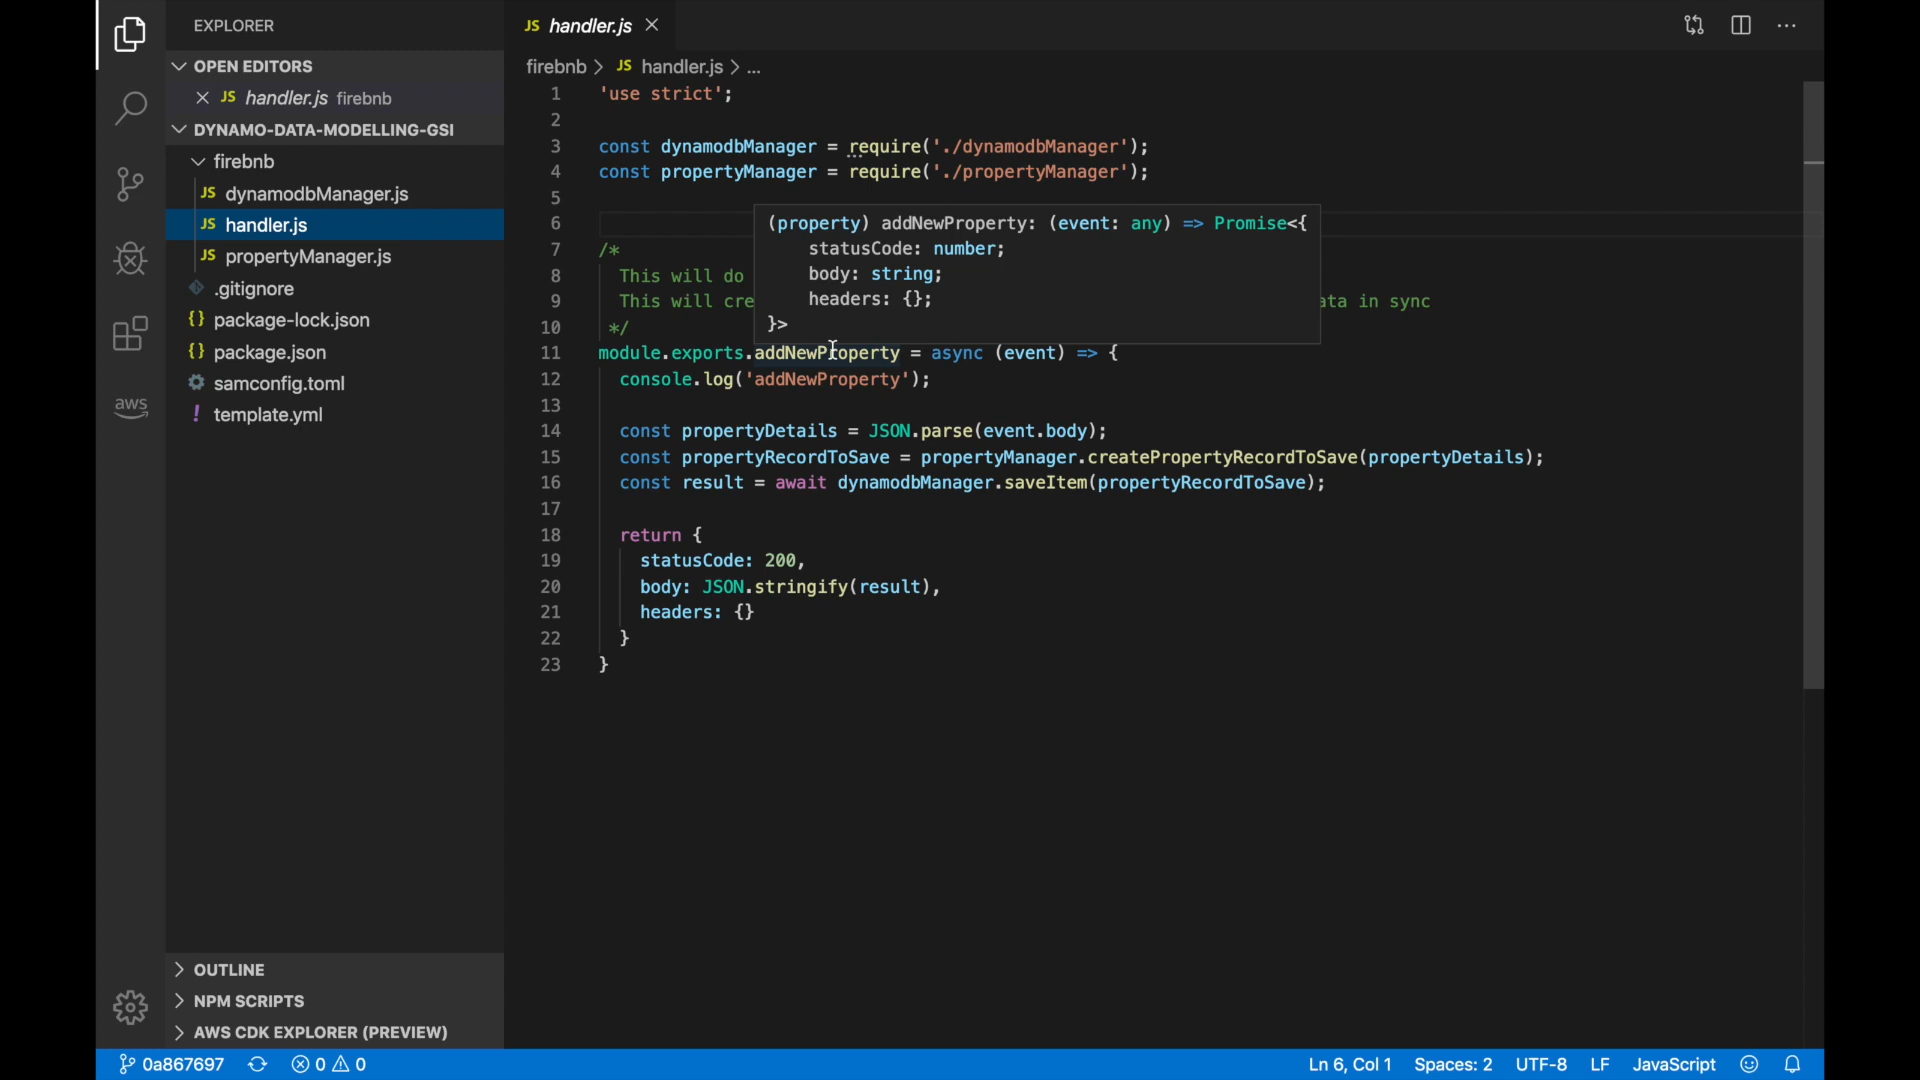 EXPLORER
OPEN EDITORS
JS handler.js firebnb
DYNAMO-DATA-MODELLING-GSI
firebnb
JS dynamodbManager.js
JS handler.js
JS propertyManager.js
.gitignore
{} package-lock.json
{} package.json
samconfig.toml
! template.yml
aws
OUTLINE
NPM SCRIPTS
AWS CDK EXPLORER (PREVIEW)
JS handler.js
firebnb > JS handler.js > ...
1 'use strict';
2
3 const dynamodbManager = require('./dynamodbManager');
4 const propertyManager = require('./propertyManager');
5
6
7 /*
8 This will do
9 This will cre ata in sync
10 */
(property) addNewProperty: (event: any) => Promise<{
statusCode: number;
body: string;
headers: {};
}>
11 module.exports.addNewProperty = async (event) => {
12 console.log('addNewProperty');
13
14 const propertyDetails = JSON.parse(event.body);
15 const propertyRecordToSave = propertyManager.createPropertyRecordToSave(propertyDetails);
16 const result = await dynamodbManager.saveItem(propertyRecordToSave);
17
18 return {
19 statusCode: 200,
20 body: JSON.stringify(result),
21 headers: {}
22 }
23 }
0a867697 0 0 Ln 6, Col 1 Spaces: 2 UTF-8 LF JavaScript